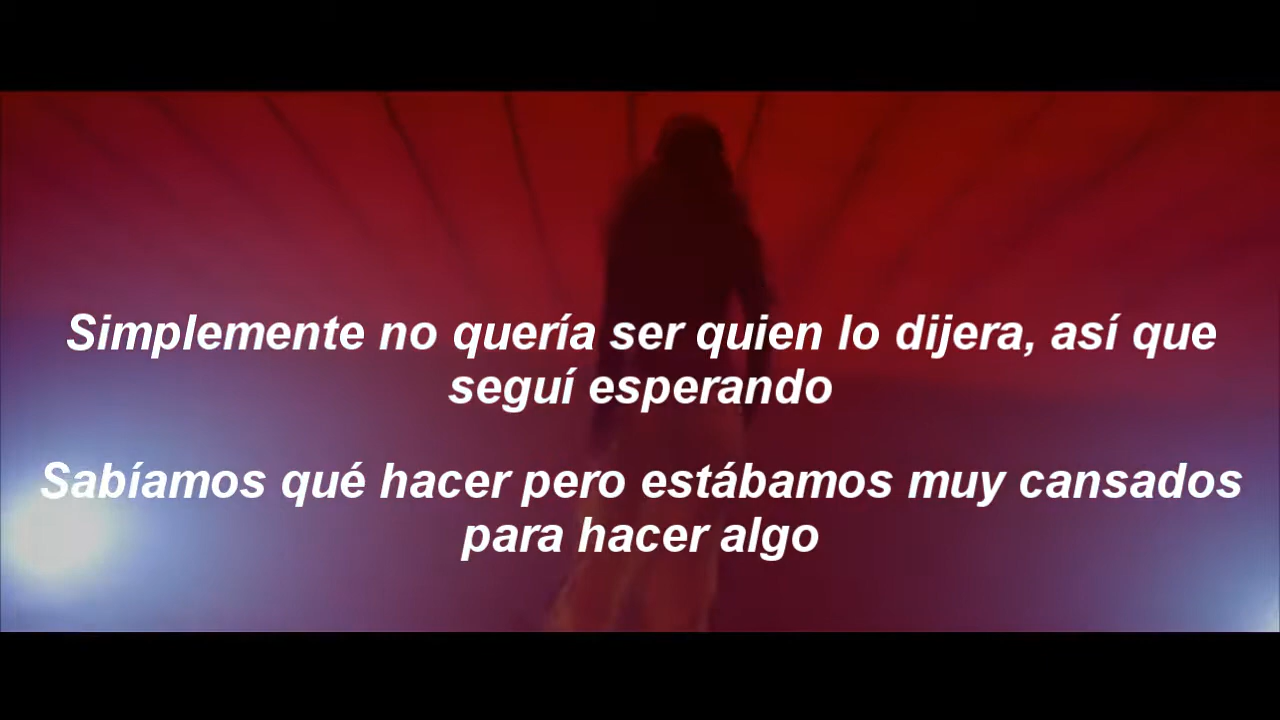 Simplemente no quería ser quien lo dijera, así que
seguí esperando
Sabíamos qué hacer pero estábamos muy cansados
para hacer algo